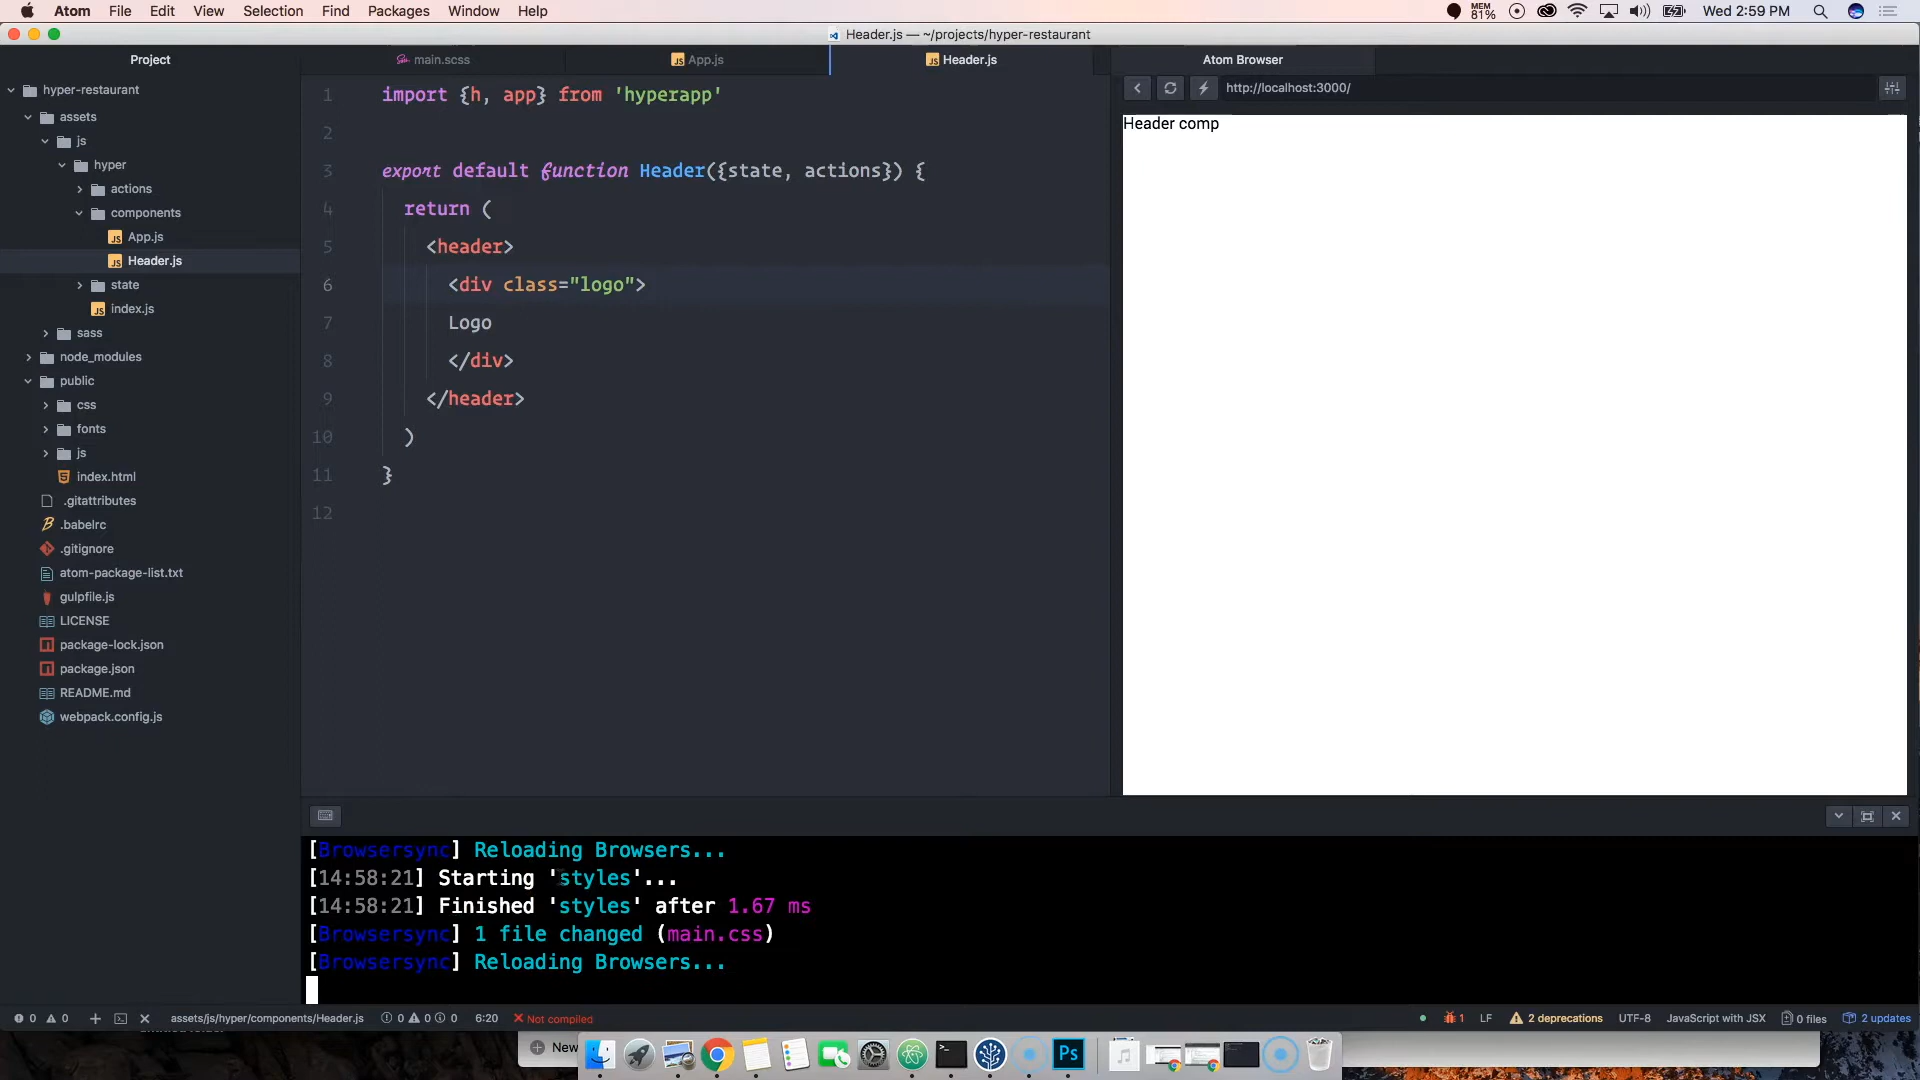 Atom File Edit View Selection Find Packages Window Help
MEM 81% Wed 2:59 PM
Header.js — ~/projects/hyper-restaurant
Project
main.scss
App.js
Header.js
Atom Browser
http://localhost:3000/
hyper-restaurant
assets
js
hyper
actions
components
App.js
Header.js
state
index.js
sass
node_modules
public
css
fonts
js
index.html
.gitattributes
.babelrc
.gitignore
atom-package-list.txt
gulpfile.js
LICENSE
package-lock.json
package.json
README.md
webpack.config.js
1 import {h, app} from 'hyperapp'
2
3 export default function Header({state, actions}) {
4 return (
5 <header>
6 <div class="logo">
7 Logo
8 </div>
9 </header>
10 )
11 }
12
Header comp
[Browsersync] Reloading Browsers...
[14:58:21] Starting 'styles'...
[14:58:21] Finished 'styles' after 1.67 ms
[Browsersync] 1 file changed (main.css)
[Browsersync] Reloading Browsers...
0 0 assets/js/hyper/components/Header.js 0 0 0 6:20 Not compiled
1 LF 2 deprecations UTF-8 JavaScript with JSX 0 files 2 updates
New
Ps